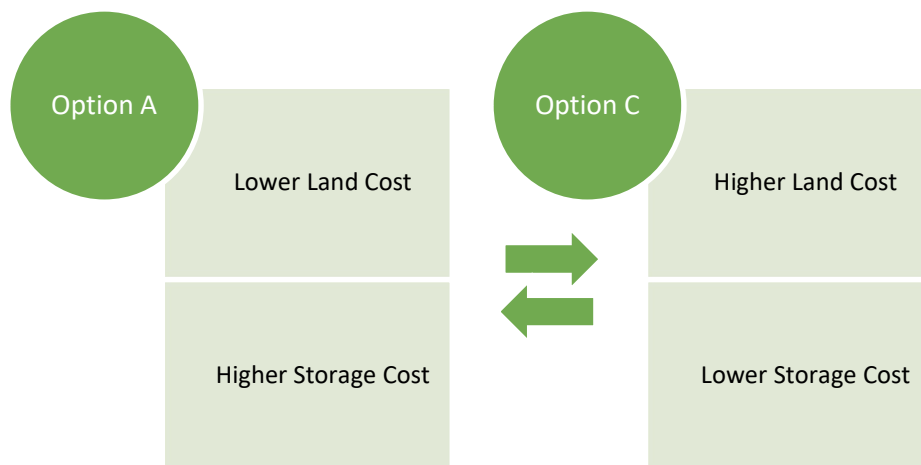 Option A
Lower Land Cost
Higher Storage Cost
Option C
Higher Land Cost
Lower Storage Cost